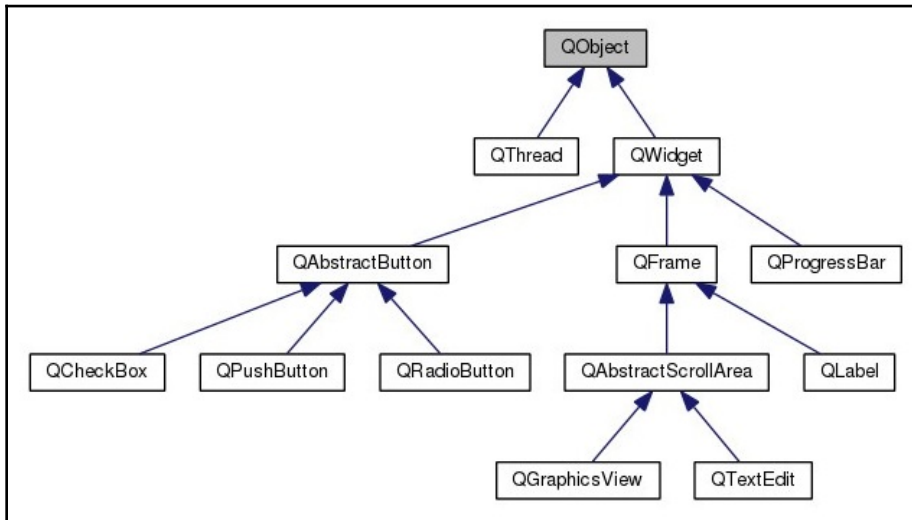 QObject
QThread
QWidget
QAbstractButton
QFrame
QProgressBar
QCheckBox
QPushButton
QRadioButton
QAbstractScrollArea
QLabel
QGraphicsView
QTextEdit